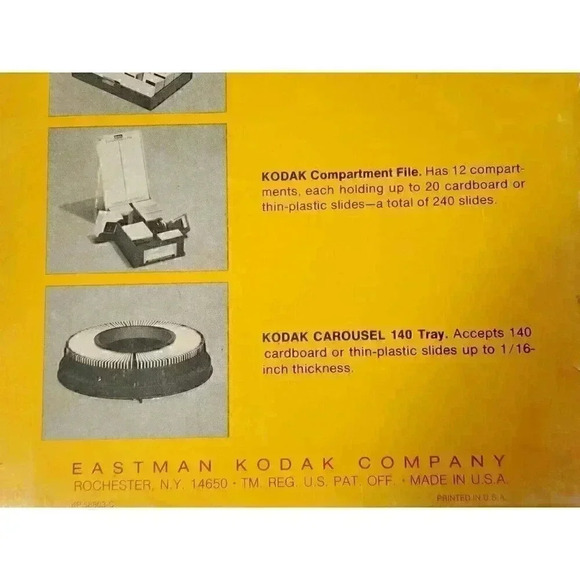 KODAK Compartment File. Has 12 compart-
ments, each holding up to 20 cardboard or
thin-plastic slides—a total of 240 slides.
KODAK CAROUSEL 140 Tray. Accepts 140
cardboard or thin-plastic slides up to 1/16-
inch thickness.
EASTMAN KODAK COMPANY
ROCHESTER, N.Y. 14650 • TM. REG. U.S. PAT. OFF. • MADE IN U.S.A.
PRINTED IN U.S.A.